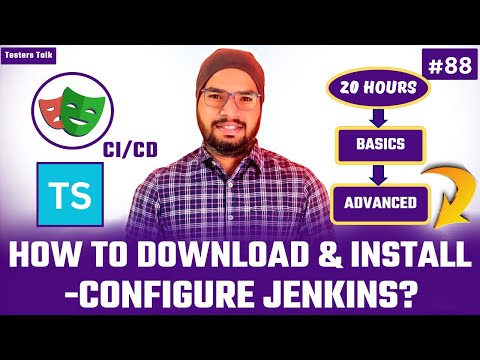 Testers Talk
#88
20 HOURS
CI/CD
BASICS
TS
ADVANCED
HOW TO DOWNLOAD & INSTALL
-CONFIGURE JENKINS?